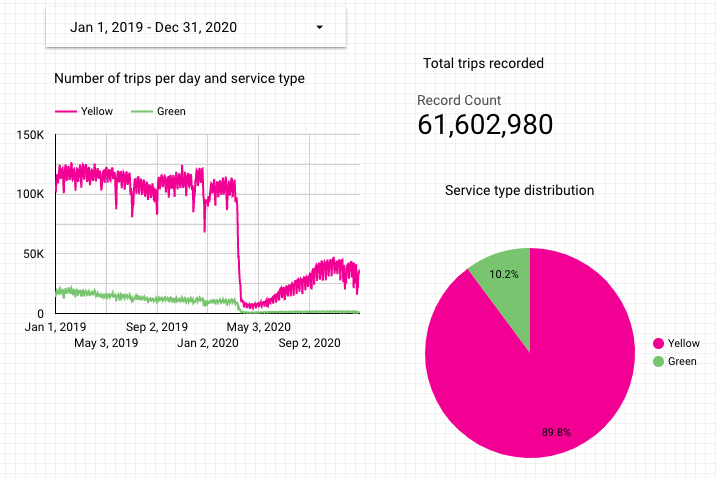 Jan 1, 2019 - Dec 31, 2020
Number of trips per day and service type
Yellow Green
150K
100K
50K
0
Jan 1, 2019 Sep 2, 2019 May 3, 2020
May 3, 2019 Jan 2, 2020 Sep 2, 2020
Total trips recorded
Record Count
61,602,980
Service type distribution
10.2%
89.8%
Yellow
Green